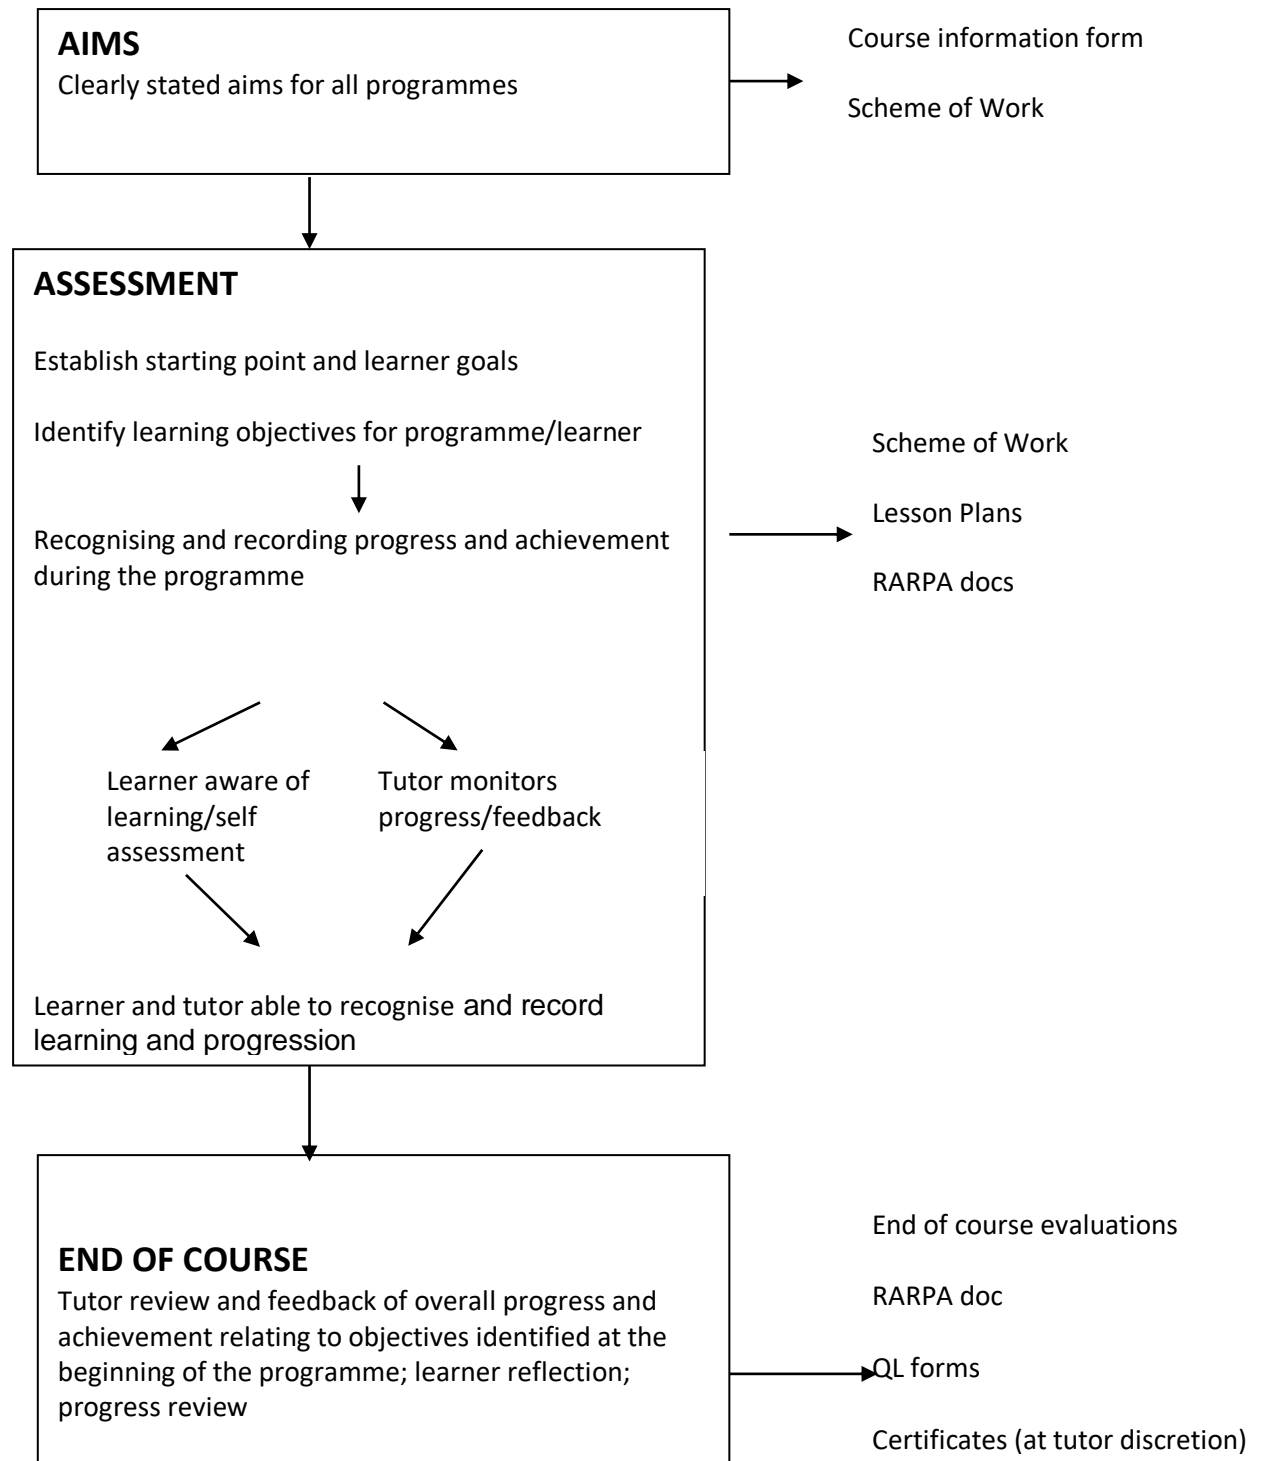 AIMS
Clearly stated aims for all programmes
Course information form
Scheme of Work
ASSESSMENT
Establish starting point and learner goals
Identify learning objectives for programme/learner
Recognising and recording progress and achievement
during the programme
Scheme of Work
Lesson Plans
RARPA docs
Learner aware of
learning/self
assessment
Tutor monitors
progress/feedback
Learner and tutor able to recognise and record
learning and progression
END OF COURSE
Tutor review and feedback of overall progress and
achievement relating to objectives identified at the
beginning of the programme; learner reflection;
progress review
End of course evaluations
RARPA doc
QL forms
Certificates (at tutor discretion)